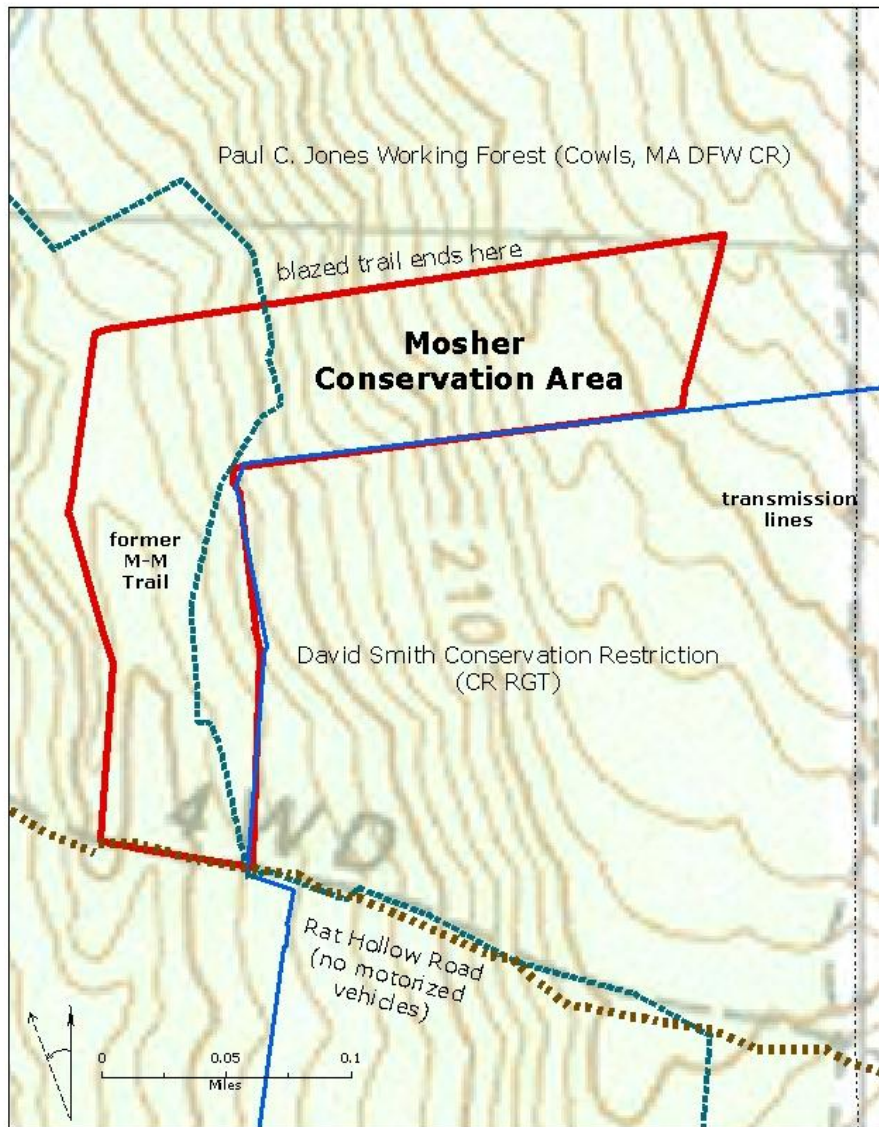 Paul C. Jones Working Forest (Cowls, MA DFW CR)
blazed trail ends here
Mosher
Conservation Area
transmission
lines
former
M-M
Trail
210
David Smith Conservation Restriction
(CR RGT)
4WD
Rat Hollow Road
(no motorized
vehicles)
0 0.05 0.1
Miles